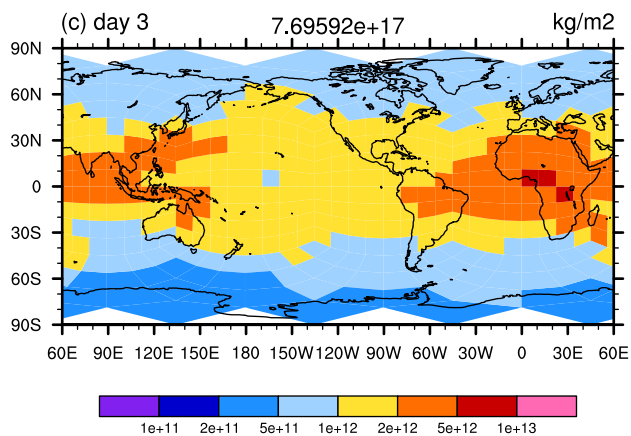 (c) day 3 7.69592e+17 kg/m2
90N
60N
30N
0
30S
60S
90S
60E 90E 120E 150E 180 150W 120W 90W 60W 30W 0 30E 60E
1e+11 2e+11 5e+11 1e+12 2e+12 5e+12 1e+13